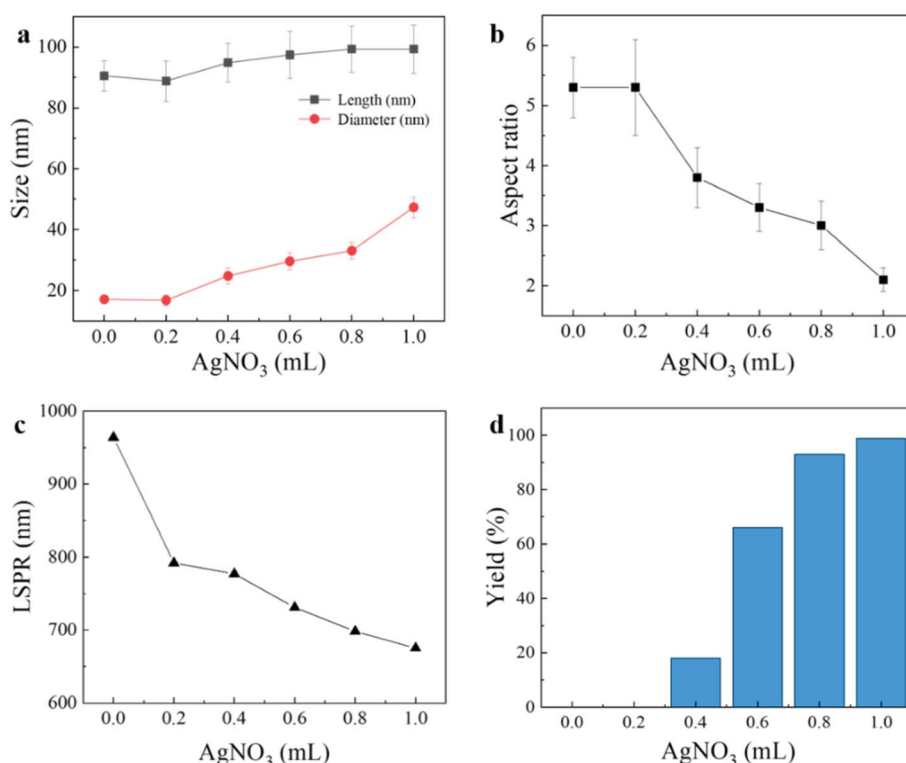 a
100
80
60
40
20
Size (nm)
Length (nm)
Diameter (nm)
0.0 0.2 0.4 0.6 0.8 1.0
AgNO₃ (mL)
b
6
5
4
3
2
Aspect ratio
0.0 0.2 0.4 0.6 0.8 1.0
AgNO₃ (mL)
c
1000
900
800
700
600
LSPR (nm)
0.0 0.2 0.4 0.6 0.8 1.0
AgNO₃ (mL)
d
100
80
60
40
20
0
Yield (%)
0.0 0.2 0.4 0.6 0.8 1.0
AgNO₃ (mL)